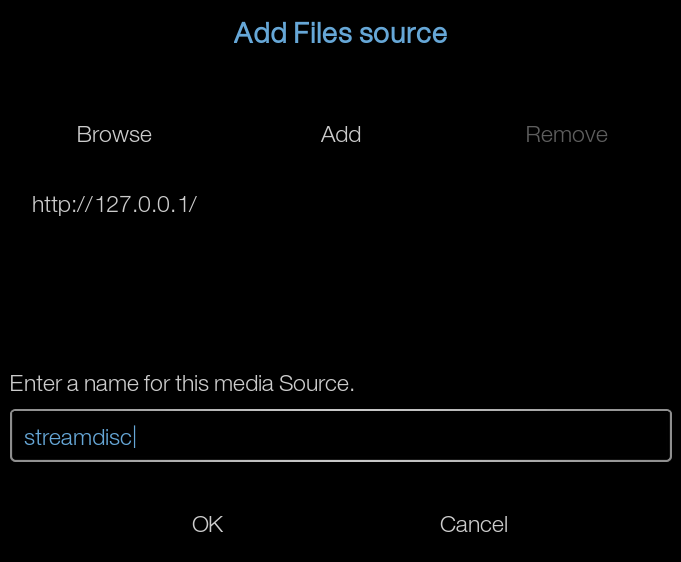 Add Files source
Browse Add Remove
http://127.0.0.1/
Enter a name for this media Source.
streamdisc
OK Cancel